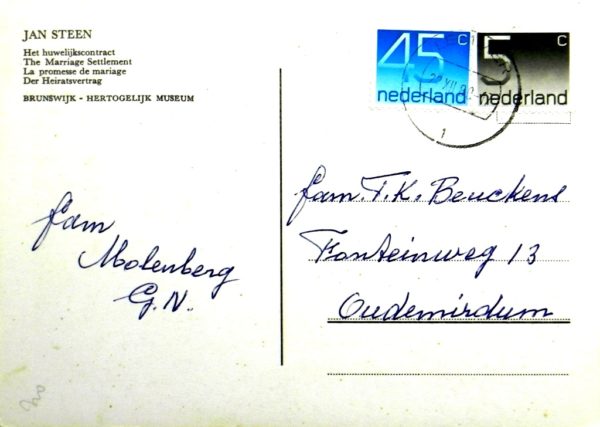 JAN STEEN
Het huwelijkscontract
The Marriage Settlement
La promesse de mariage
Der Heiratsvertrag
BRUNSWIJK - HERTOGELIJK MUSEUM
45 c
nederland
5 c
nederland
1
fam. T.K. Beuckens
Fonteinweg 13
Oudemirdum
fam
Molenberg
G.N.